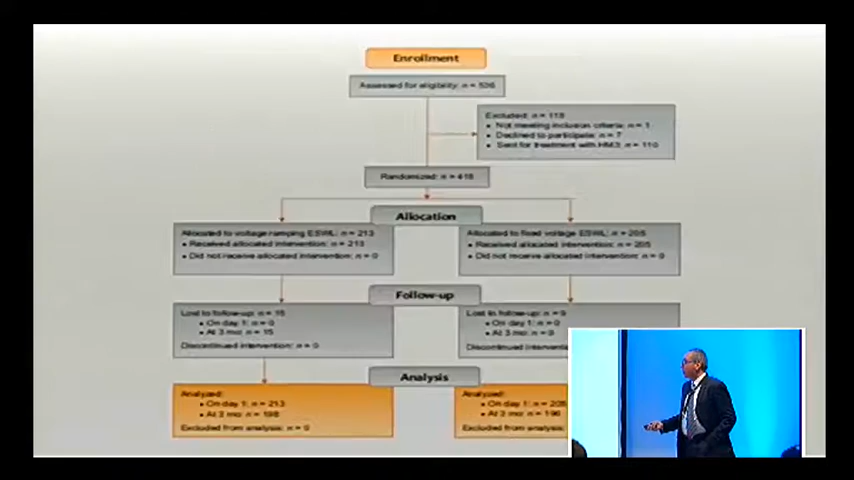 Enrollment
Assessed for eligibility: n = 536
Excluded: n = 118
• Not meeting inclusion criteria: n = 1
• Declined to participate: n = 7
• Sent for treatment with HM3: n = 110
Randomized: n = 418
Allocation
Allocated to voltage ramping ESWL: n = 213
• Received allocated intervention: n = 213
• Did not receive allocated intervention: n = 0
Allocated to fixed voltage ESWL: n = 205
• Received allocated intervention: n = 205
• Did not receive allocated intervention: n = 0
Follow-up
Lost to follow-up: n = 15
• On day 1: n = 0
• At 3 mo: n = 15
Discontinued intervention: n = 0
Lost to follow-up: n = 9
• On day 1: n = 0
• At 3 mo: n = 9
Discontinued
Analysis
Analyzed:
• On day 1: n = 213
• At 3 mo: n = 198
Excluded from analysis: n = 0
Analyzed:
• On day 1: n = 205
• At 3 mo: n = 196
Excluded from analysis: